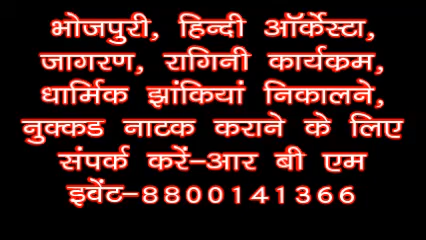 भोजपुरी, हिन्दी ऑर्केस्टा,
जागरण, रागिनी कार्यक्रम,
धार्मिक झांकियां निकालने,
नुक्कड नाटक कराने के लिए
संपर्क करें-आर बी एम
इवेंट-8800141366